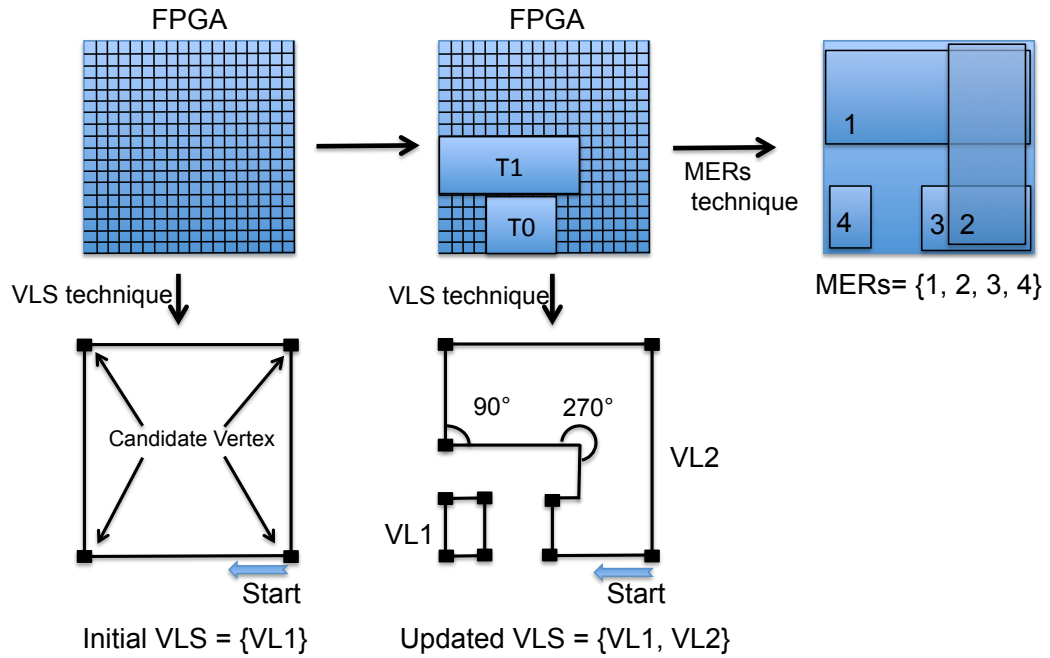 FPGA
FPGA
T1
T0
MERs
technique
1
4
3
2
MERs= {1, 2, 3, 4}
VLS technique
VLS technique
Candidate Vertex
90°
270°
VL2
VL1
Start
Start
Initial VLS = {VL1}
Updated VLS = {VL1, VL2}